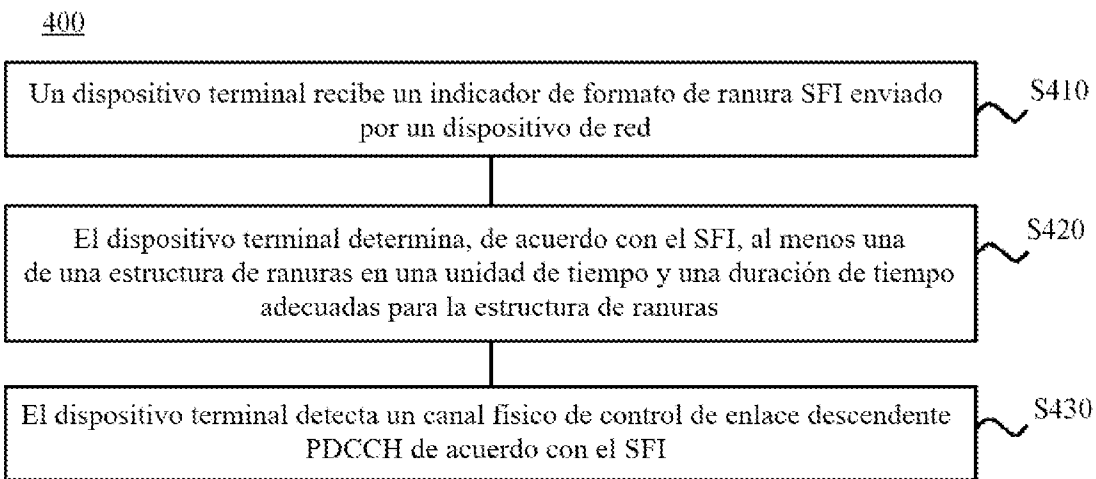 400
Un dispositivo terminal recibe un indicador de formato de ranura SFI enviado
por un dispositivo de red
S410
El dispositivo terminal determina, de acuerdo con el SFI, al menos una
de una estructura de ranuras en una unidad de tiempo y una duración de tiempo
adecuadas para la estructura de ranuras
S420
El dispositivo terminal detecta un canal físico de control de enlace descendente
PDCCH de acuerdo con el SFI
S430